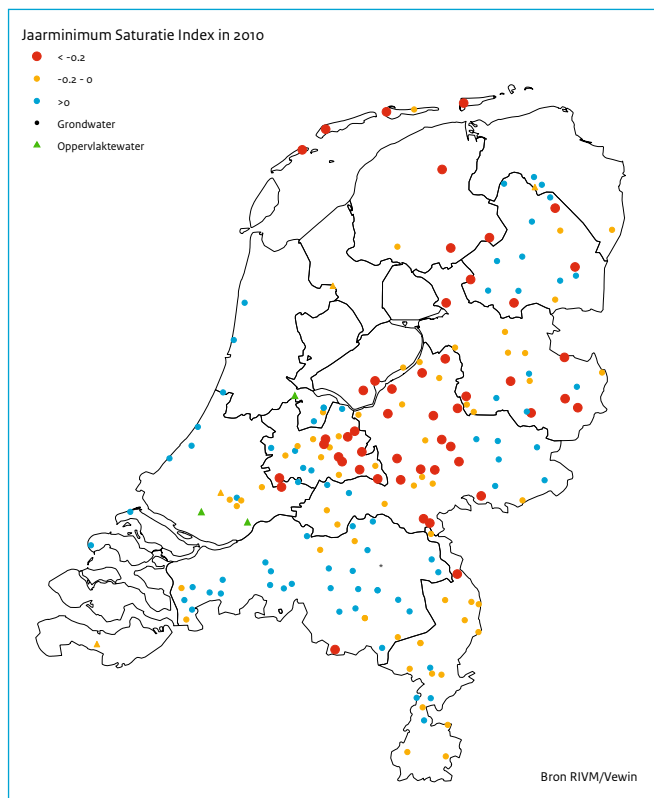 Jaarminimum Saturatie Index in 2010
< -0.2
-0.2 - 0
>0
Grondwater
Oppervlaktewater
Bron RIVM/Vewin